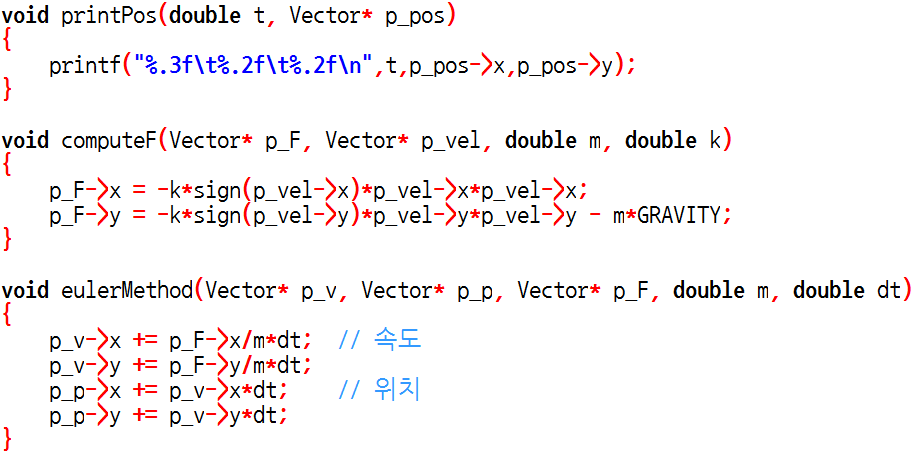 void printPos(double t, Vector* p_pos)
{
    printf("%.3f\t%.2f\t%.2f\n",t,p_pos->x,p_pos->y);
}

void computeF(Vector* p_F, Vector* p_vel, double m, double k)
{
    p_F->x = -k*sign(p_vel->x)*p_vel->x*p_vel->x;
    p_F->y = -k*sign(p_vel->y)*p_vel->y*p_vel->y - m*GRAVITY;
}

void eulerMethod(Vector* p_v, Vector* p_p, Vector* p_F, double m, double dt)
{
    p_v->x += p_F->x/m*dt;  // 속도
    p_v->y += p_F->y/m*dt;
    p_p->x += p_v->x*dt;    // 위치
    p_p->y += p_v->y*dt;
}